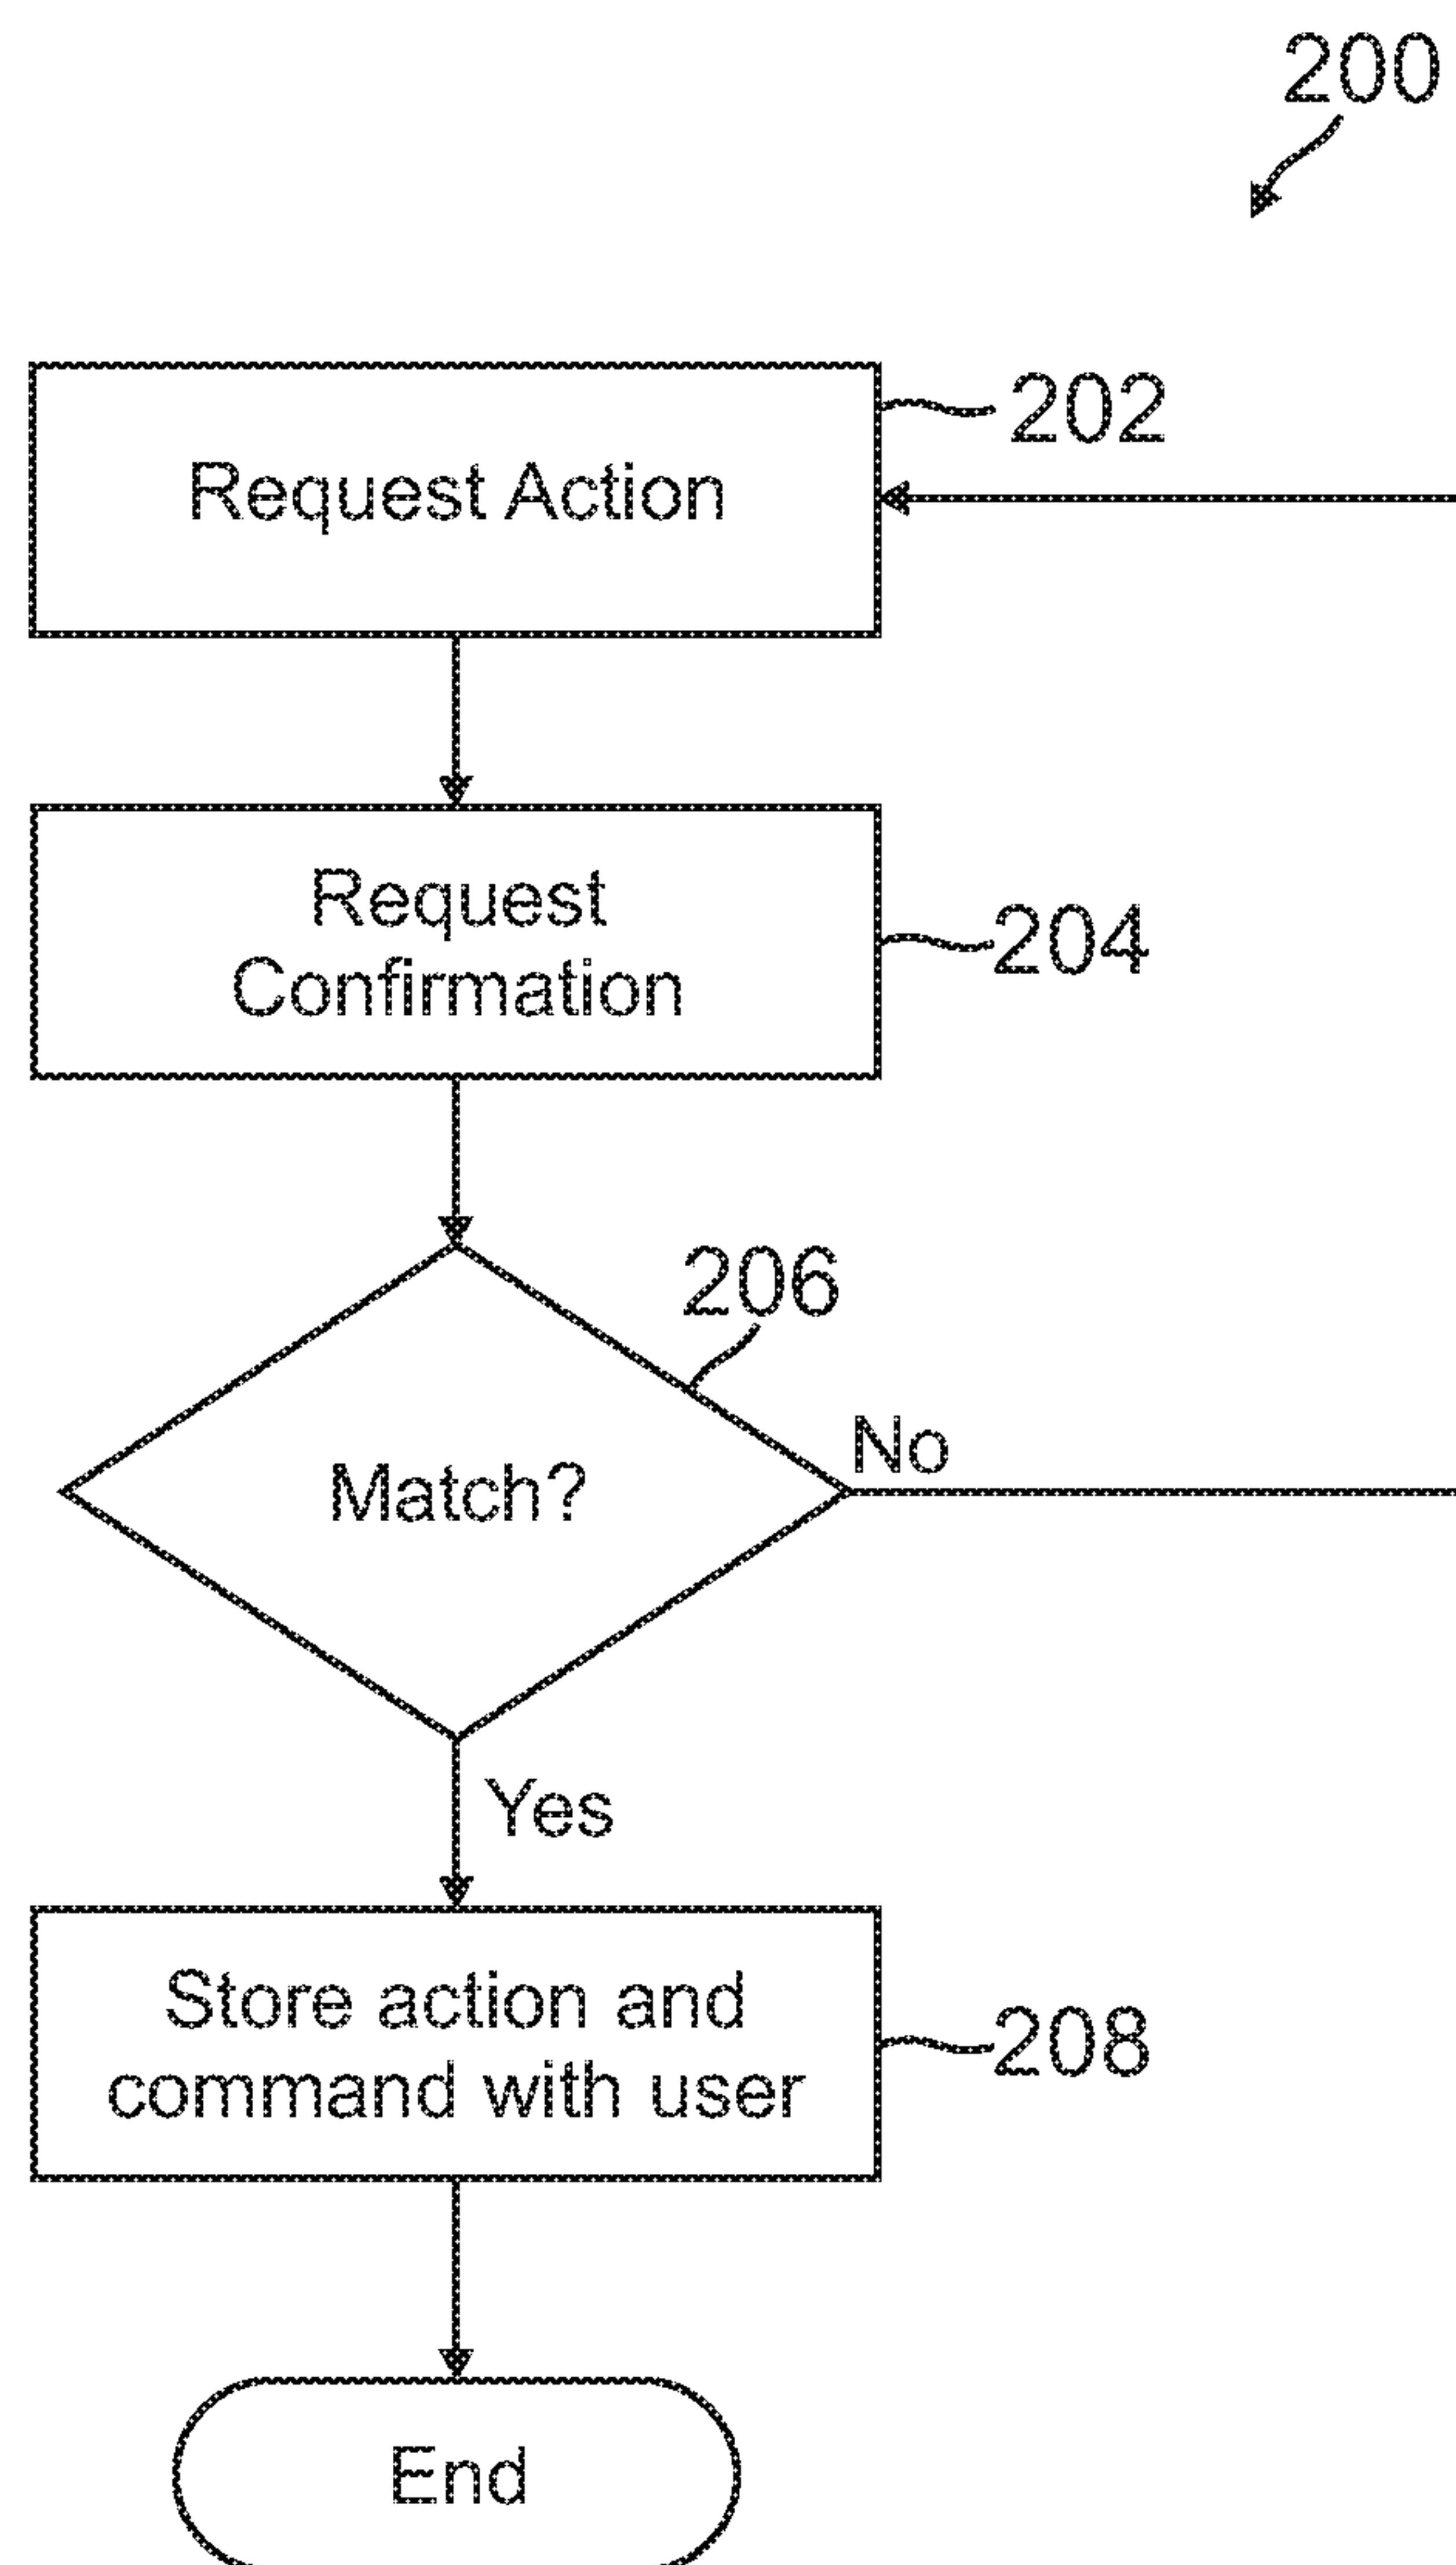 200
Request Action
202
Request
Confirmation
204
206
Match?
No
Yes
Store action and
command with user
208
End